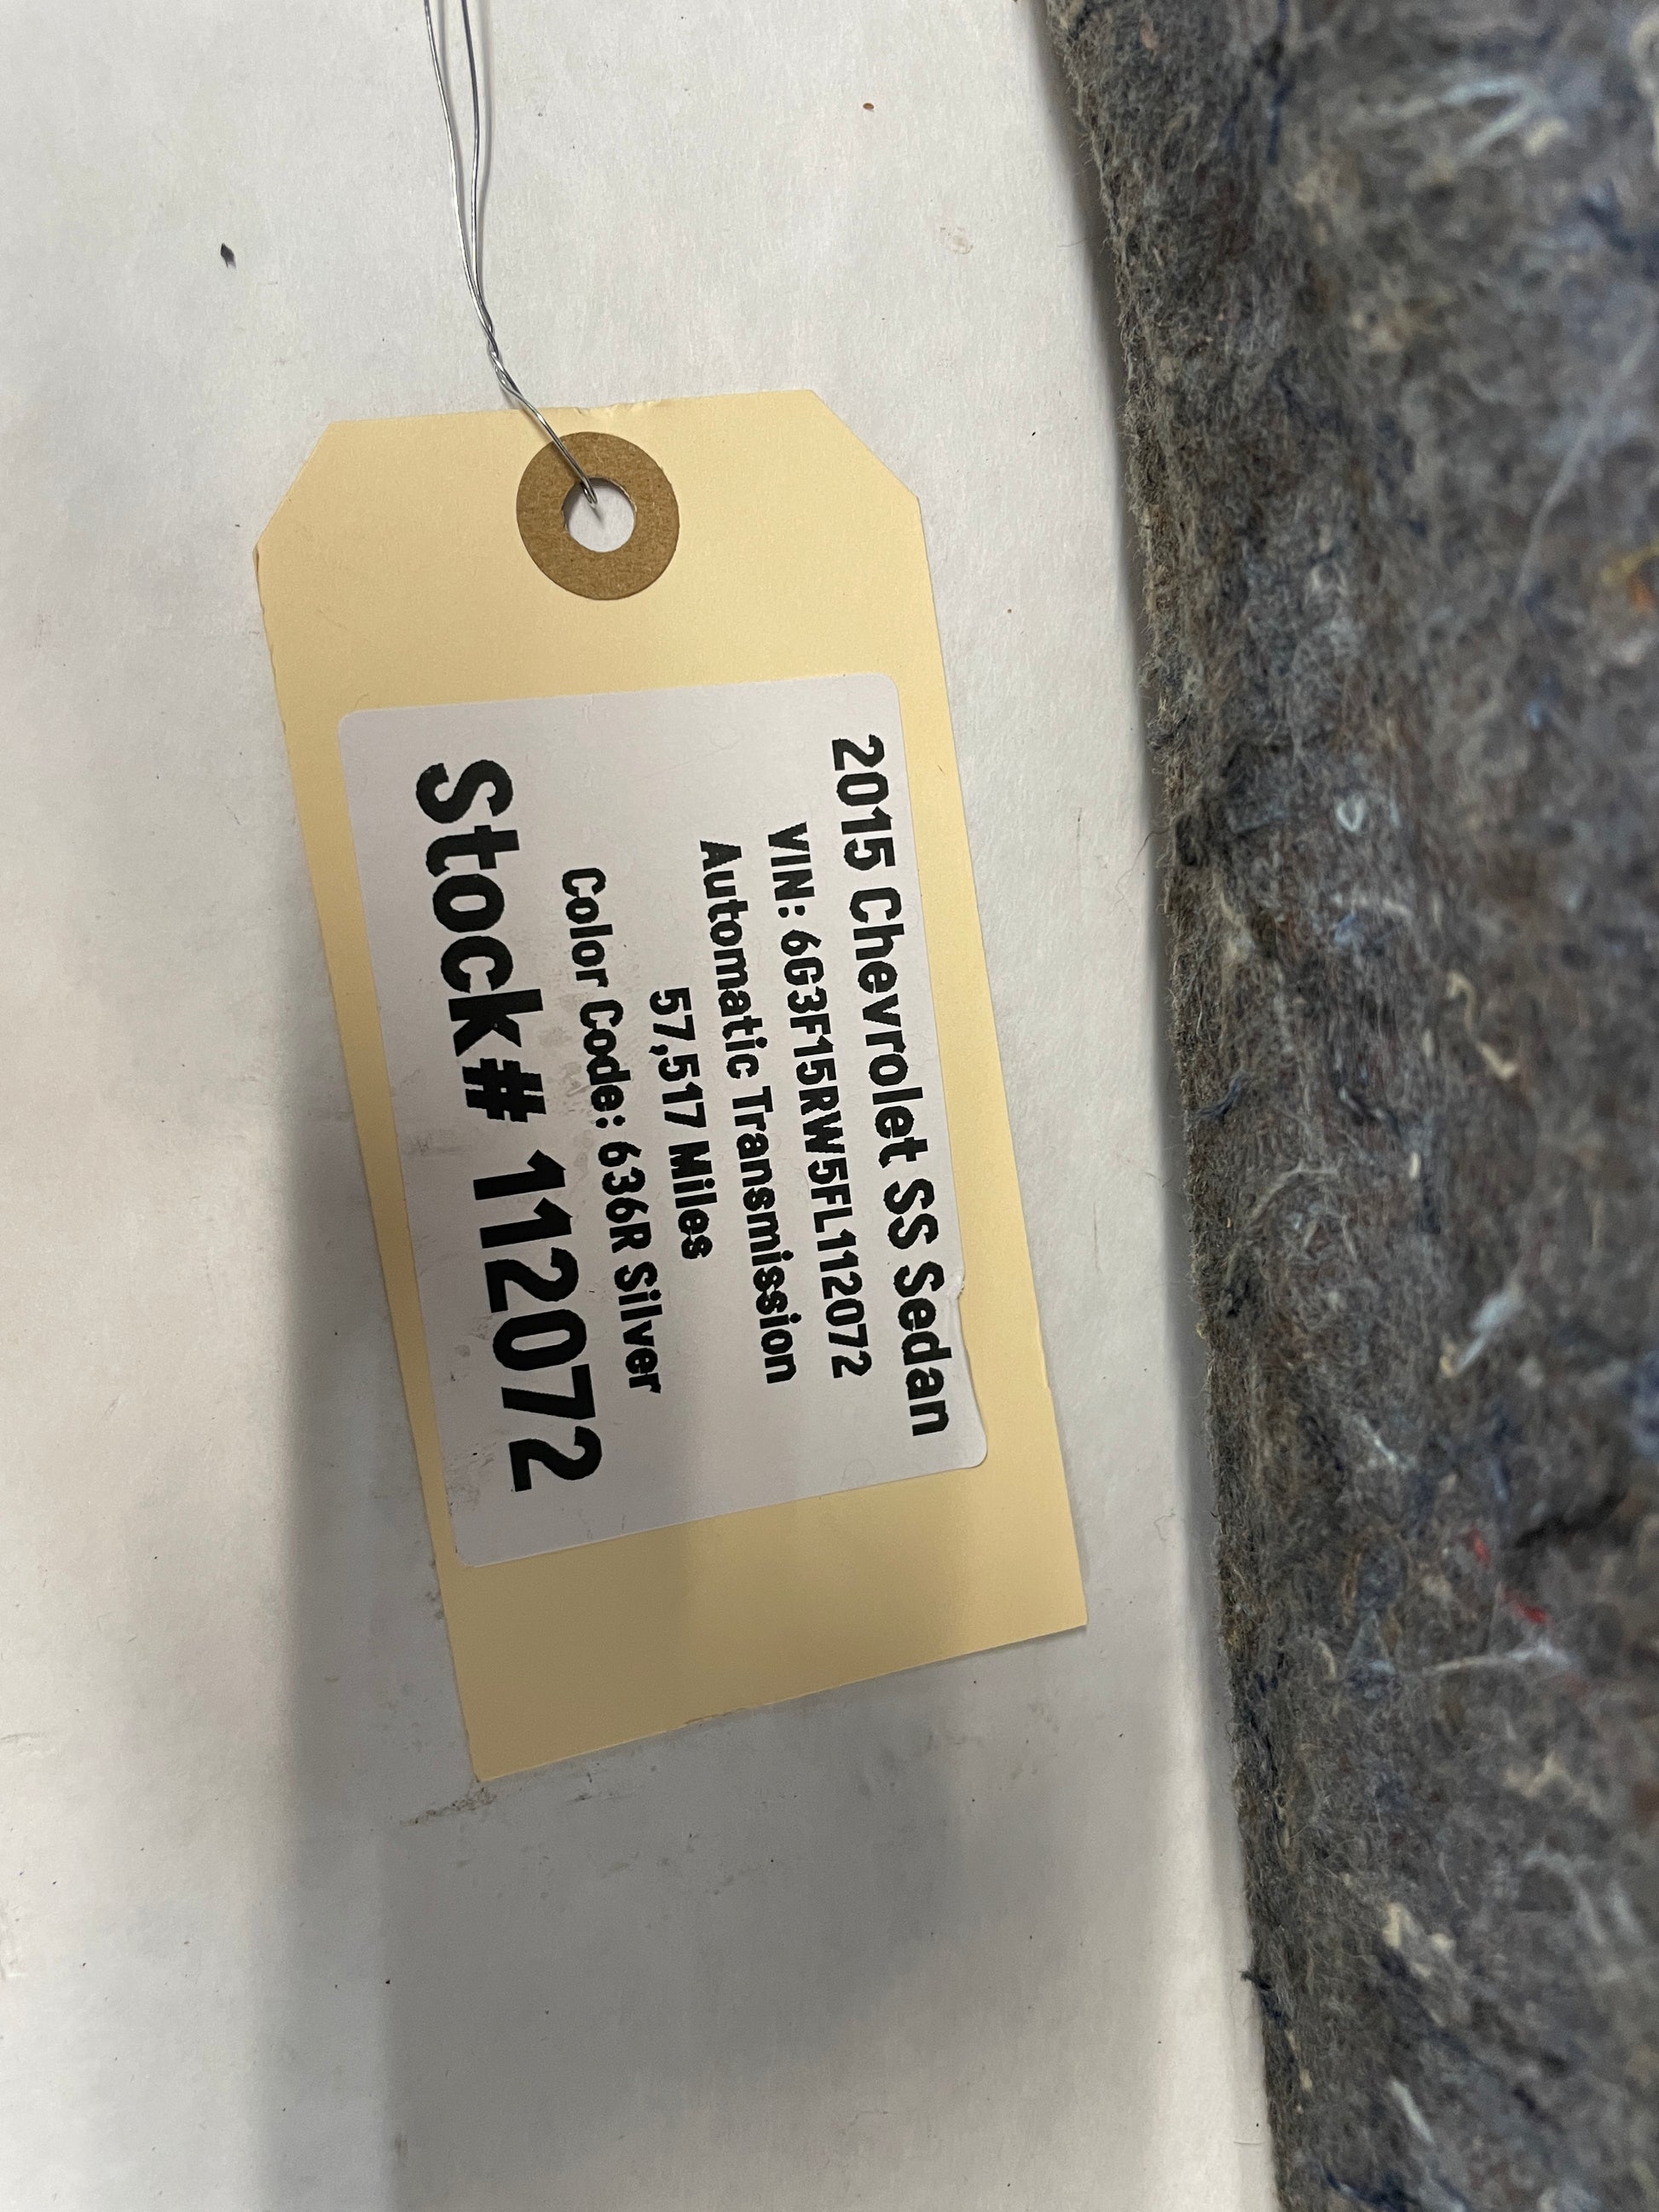 2015 Chevrolet SS Sedan
VIN: 6G3F15RW5FL112072
Automatic Transmission
57,517 Miles
Color Code: 636R Silver
Stock# 112072